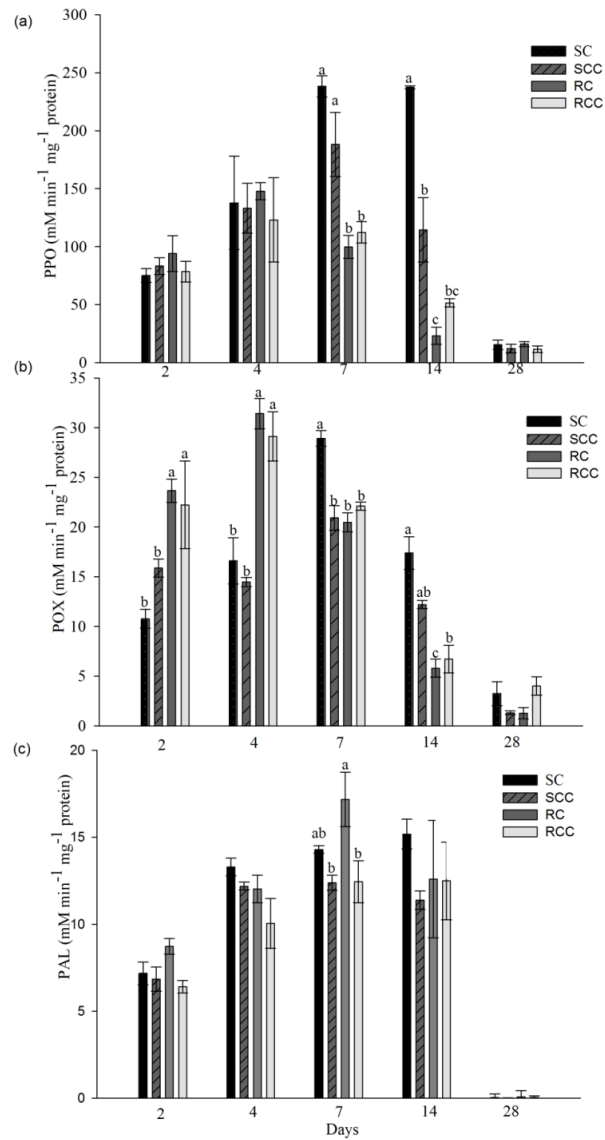 (a)
300
250
200
150
100
50
0
PPO (mM min⁻¹ mg⁻¹ protein)
a
a
b
b
a
b
c
bc
SC
SCC
RC
RCC
2
4
7
14
28
(b)
35
30
25
20
15
10
5
0
POX (mM min⁻¹ mg⁻¹ protein)
b
b
a
a
b
b
a
a
a
b
b
b
a
ab
c
b
SC
SCC
RC
RCC
2
4
7
14
28
(c)
20
15
10
5
0
PAL (mM min⁻¹ mg⁻¹ protein)
ab
b
a
b
SC
SCC
RC
RCC
2
4
7
14
28
Days